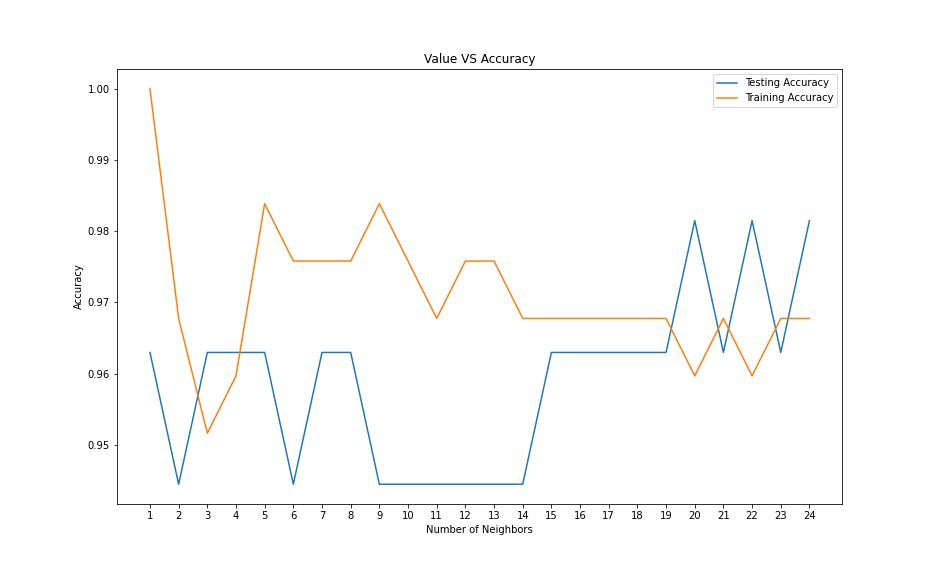 Value VS Accuracy
Testing Accuracy
Training Accuracy
1.00
0.99
0.98
0.97
0.96
0.95
Accuracy
1 2 3 4 5 6 7 8 9 10 11 12 13 14 15 16 17 18 19 20 21 22 23 24
Number of Neighbors